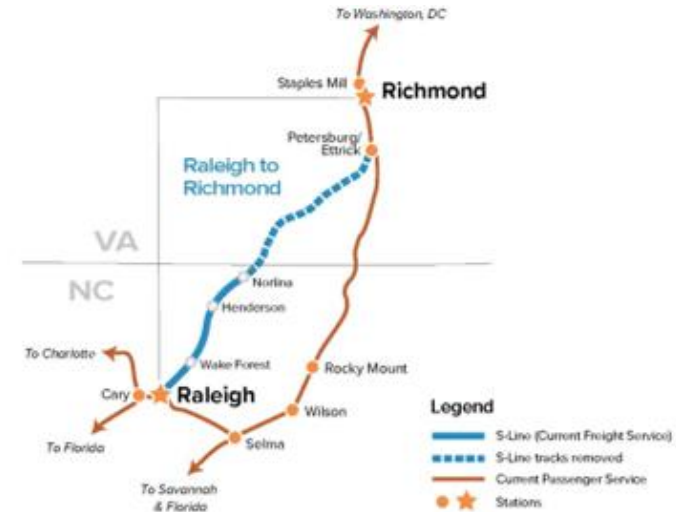 To Washington, DC
Staples Mill
Richmond
Petersburg/
Ettrick
Raleigh to
Richmond
VA
NC
Norlina
Henderson
To Charlotte
Wake Forest
Rocky Mount
Cary
Raleigh
Wilson
Selma
To Florida
To Savannah
& Florida
Legend
S-Line (Current Freight Service)
S-Line tracks removed
Current Passenger Service
Stations